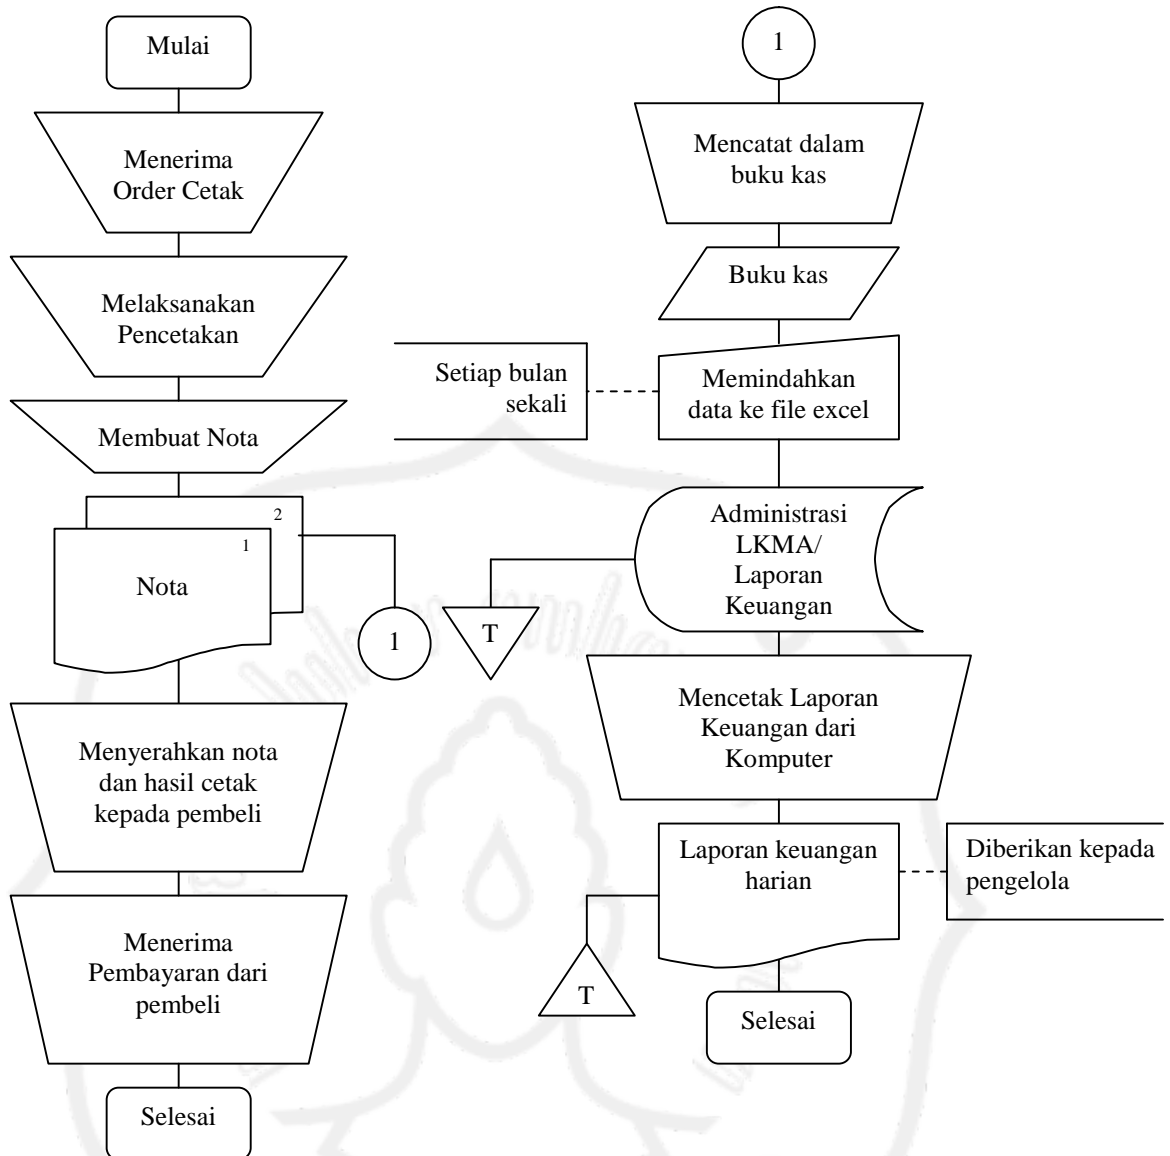 Mulai
Menerima
Order Cetak
Melaksanakan
Pencetakan
Membuat Nota
2
1
Nota
1
Menyerahkan nota
dan hasil cetak
kepada pembeli
Menerima
Pembayaran dari
pembeli
Selesai
1
Mencatat dalam
buku kas
Buku kas
Setiap bulan
sekali
Memindahkan
data ke file excel
Administrasi
LKMA/
Laporan
Keuangan
T
Mencetak Laporan
Keuangan dari
Komputer
Laporan keuangan
harian
Diberikan kepada
pengelola
T
Selesai